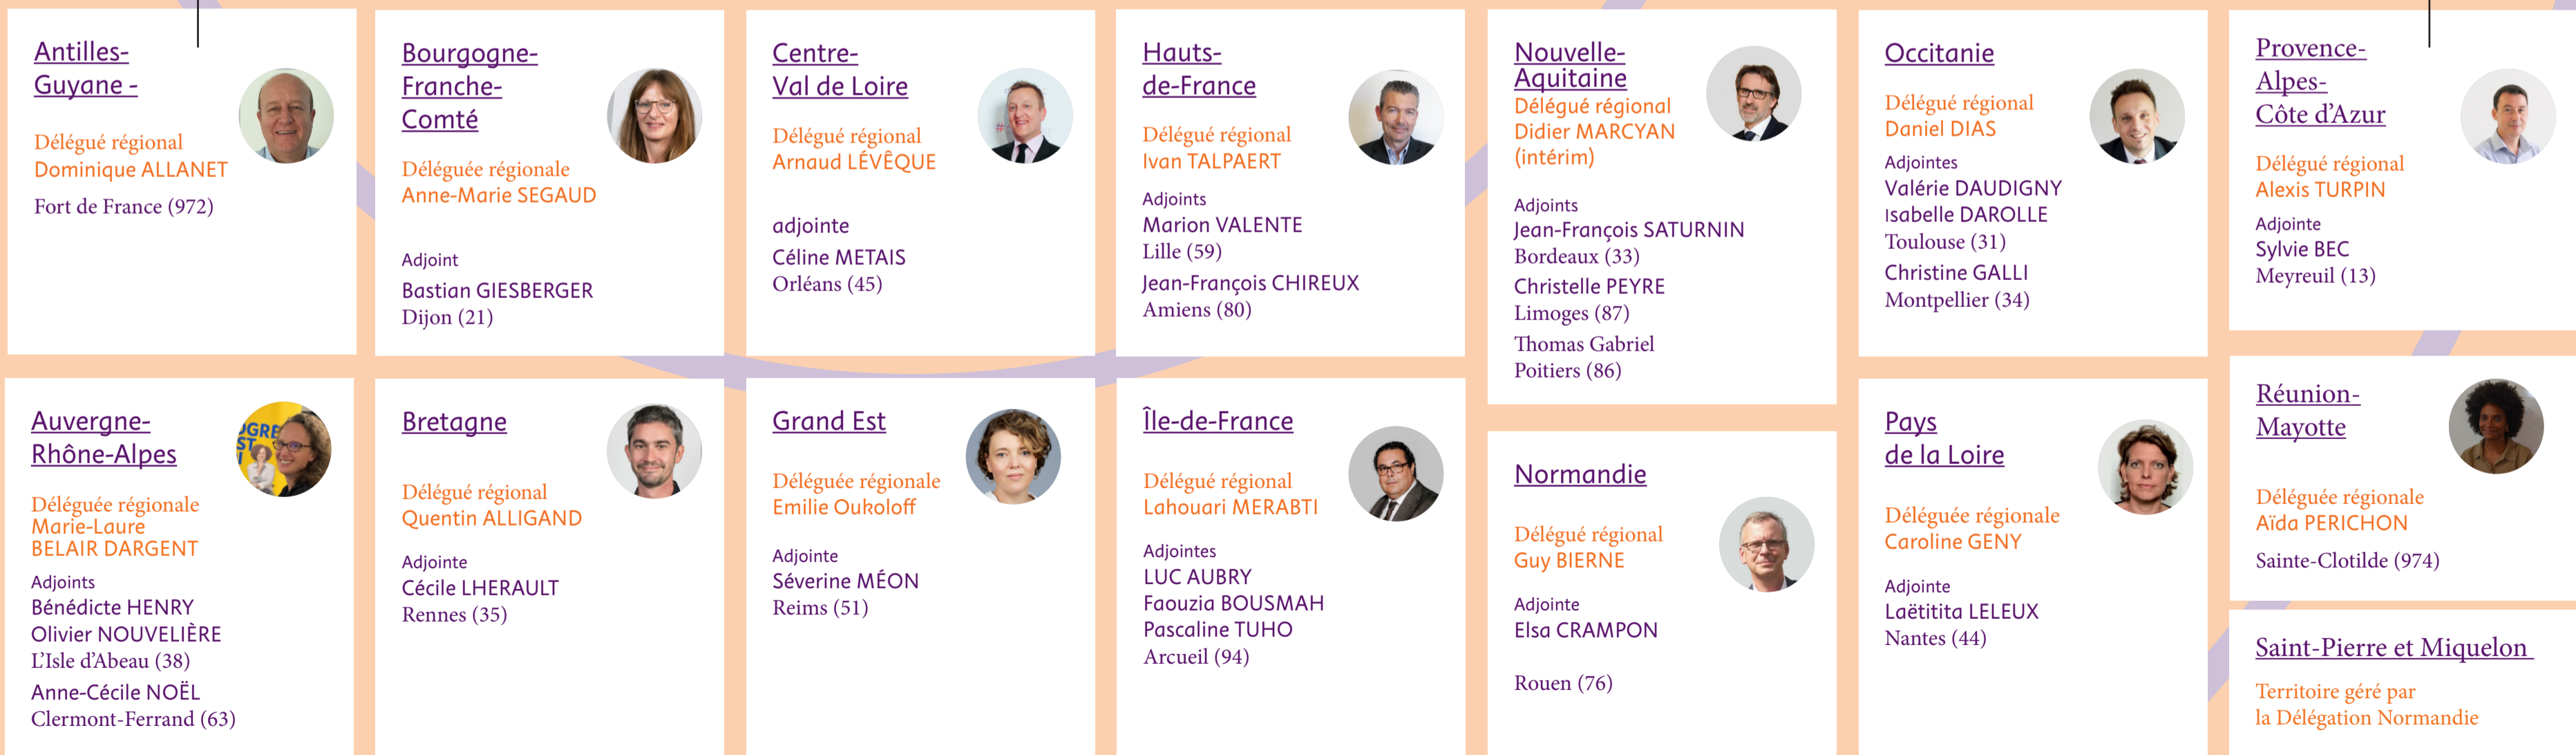 Antilles-
Guyane -
Délégué régional
Dominique ALLANET
Fort de France (972)
Bourgogne-
Franche-
Comté
Déléguée régionale
Anne-Marie SEGAUD
Adjoint
Bastian GIESBERGER
Dijon (21)
Centre-
Val de Loire
Délégué régional
Arnaud LÉVÊQUE
adjointe
Céline METAIS
Orléans (45)
Hauts-
de-France
Délégué régional
Ivan TALPAERT
Adjoints
Marion VALENTE
Lille (59)
Jean-François CHIREUX
Amiens (80)
Nouvelle-
Aquitaine
Délégué régional
Didier MARCYAN
(intérim)
Adjoints
Jean-François SATURNIN
Bordeaux (33)
Christelle PEYRE
Limoges (87)
Thomas Gabriel
Poitiers (86)
Occitanie
Délégué régional
Daniel DIAS
Adjointes
Valérie DAUDIGNY
Isabelle DAROLLE
Toulouse (31)
Christine GALLI
Montpellier (34)
Provence-
Alpes-
Côte d’Azur
Délégué régional
Alexis TURPIN
Adjointe
Sylvie BEC
Meyreuil (13)
Auvergne-
Rhône-Alpes
Déléguée régionale
Marie-Laure
BELAIR DARGENT
Adjoints
Bénédicte HENRY
Olivier NOUVELIÈRE
L’Isle d’Abeau (38)
Anne-Cécile NOËL
Clermont-Ferrand (63)
Bretagne
Délégué régional
Quentin ALLIGAND
Adjointe
Cécile LHERAULT
Rennes (35)
Grand Est
Déléguée régionale
Emilie Oukoloff
Adjointe
Séverine MÉON
Reims (51)
Île-de-France
Délégué régional
Lahouari MERABTI
Adjointes
LUC AUBRY
Faouzia BOUSMAH
Pascaline TUHO
Arcueil (94)
Normandie
Délégué régional
Guy BIERNE
Adjointe
Elsa CRAMPON
Rouen (76)
Pays
de la Loire
Déléguée régionale
Caroline GENY
Adjointe
Laëtitita LELEUX
Nantes (44)
Réunion-
Mayotte
Déléguée régionale
Aïda PERICHON
Sainte-Clotilde (974)
Saint-Pierre et Miquelon
Territoire géré par
la Délégation Normandie